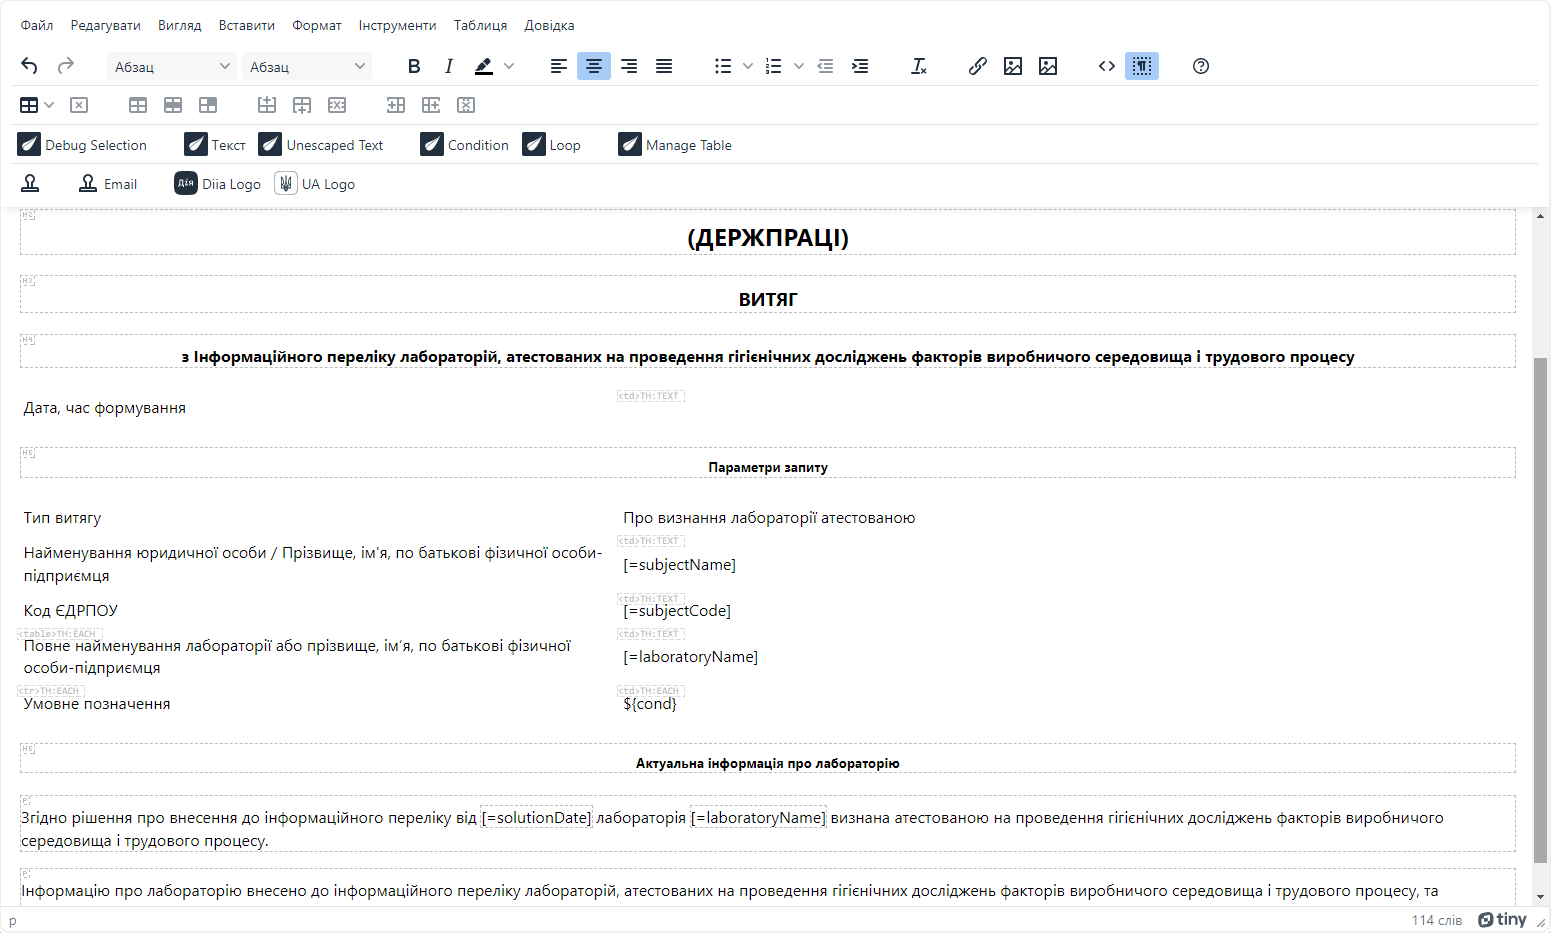 Файл Редагувати Вигляд Вставити Формат Інструменти Таблиця Довідка
Абзац Абзац
Debug Selection Текст Unescaped Text Condition Loop Manage Table
Email Дія Diia Logo UA Logo
H2
(ДЕРЖПРАЦІ)
H3
ВИТЯГ
H4
з Інформаційного переліку лабораторій, атестованих на проведення гігієнічних досліджень факторів виробничого середовища і трудового процесу
<td>TH:TEXT
Дата, час формування
H5
Параметри запиту
Тип витягу Про визнання лабораторії атестованою
<td>TH:TEXT
Найменування юридичної особи / Прізвище, ім'я, по батькові фізичної особи-
підприємця
[=subjectName]
<td>TH:TEXT
Код ЄДРПОУ [=subjectCode]
<table>TH:EACH <td>TH:TEXT
Повне найменування лабораторії або прізвище, ім’я, по батькові фізичної
особи-підприємця
[=laboratoryName]
<tr>TH:EACH <td>TH:EACH
Умовне позначення ${cond}
H5
Актуальна інформація про лабораторію
P
Згідно рішення про внесення до інформаційного переліку від [=solutionDate] лабораторія [=laboratoryName] визнана атестованою на проведення гігієнічних досліджень факторів виробничого
середовища і трудового процесу.
P
Інформацію про лабораторію внесено до інформаційного переліку лабораторій, атестованих на проведення гігієнічних досліджень факторів виробничого середовища і трудового процесу, та
p 114 слів tiny